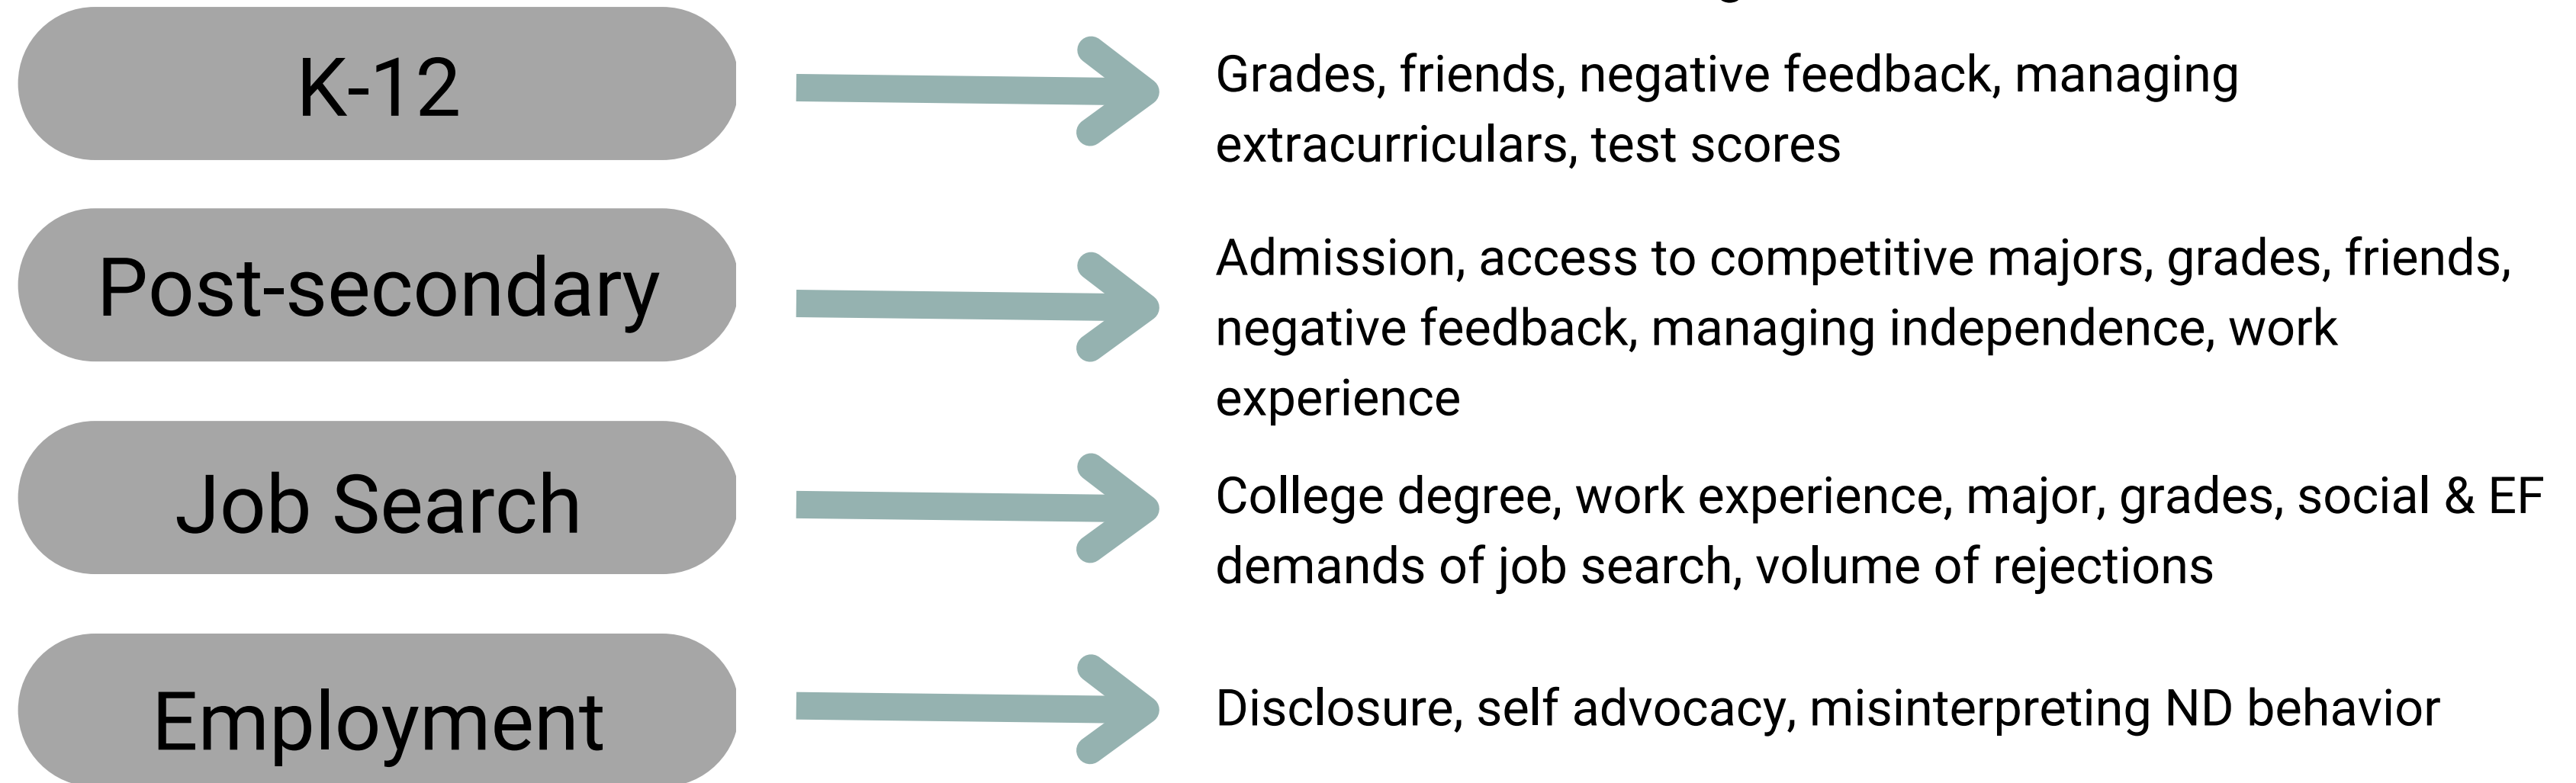 K-12
Grades, friends, negative feedback, managing
extracurriculars, test scores
Post-secondary
Admission, access to competitive majors, grades, friends,
negative feedback, managing independence, work
experience
Job Search
College degree, work experience, major, grades, social & EF
demands of job search, volume of rejections
Employment
Disclosure, self advocacy, misinterpreting ND behavior